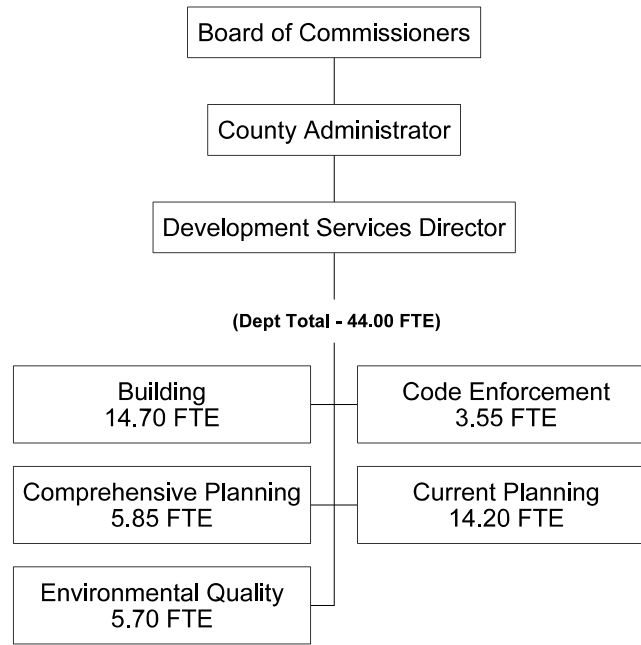 Board of Commissioners
County Administrator
Development Services Director
(Dept Total - 44.00 FTE)
Building
14.70 FTE
Code Enforcement
3.55 FTE
Comprehensive Planning
5.85 FTE
Current Planning
14.20 FTE
Environmental Quality
5.70 FTE